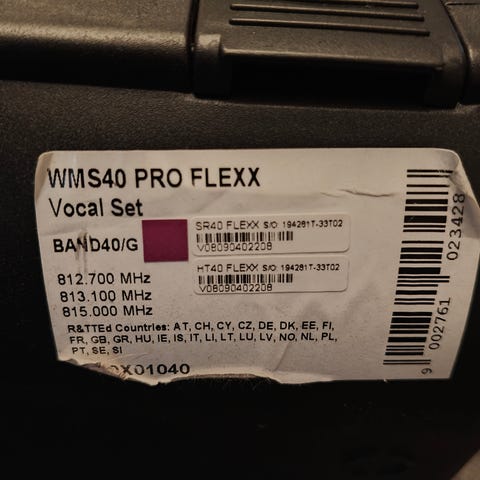 WMS40 PRO FLEXX
Vocal Set
BAND40/G
SR40 FLEXX S/O: 194281T-33T02
V08090402208
HT40 FLEXX S/O: 194281T-33T02
V08090402208
812.700 MHz
813.100 MHz
815.000 MHz
R&TTEd Countries: AT, CH, CY, CZ, DE, DK, EE, FI,
FR, GB, GR, HU, IE, IS, IT, LI, LT, LU, LV, NO, NL, PL,
PT, SE, SI
X01040
9 002761 023428